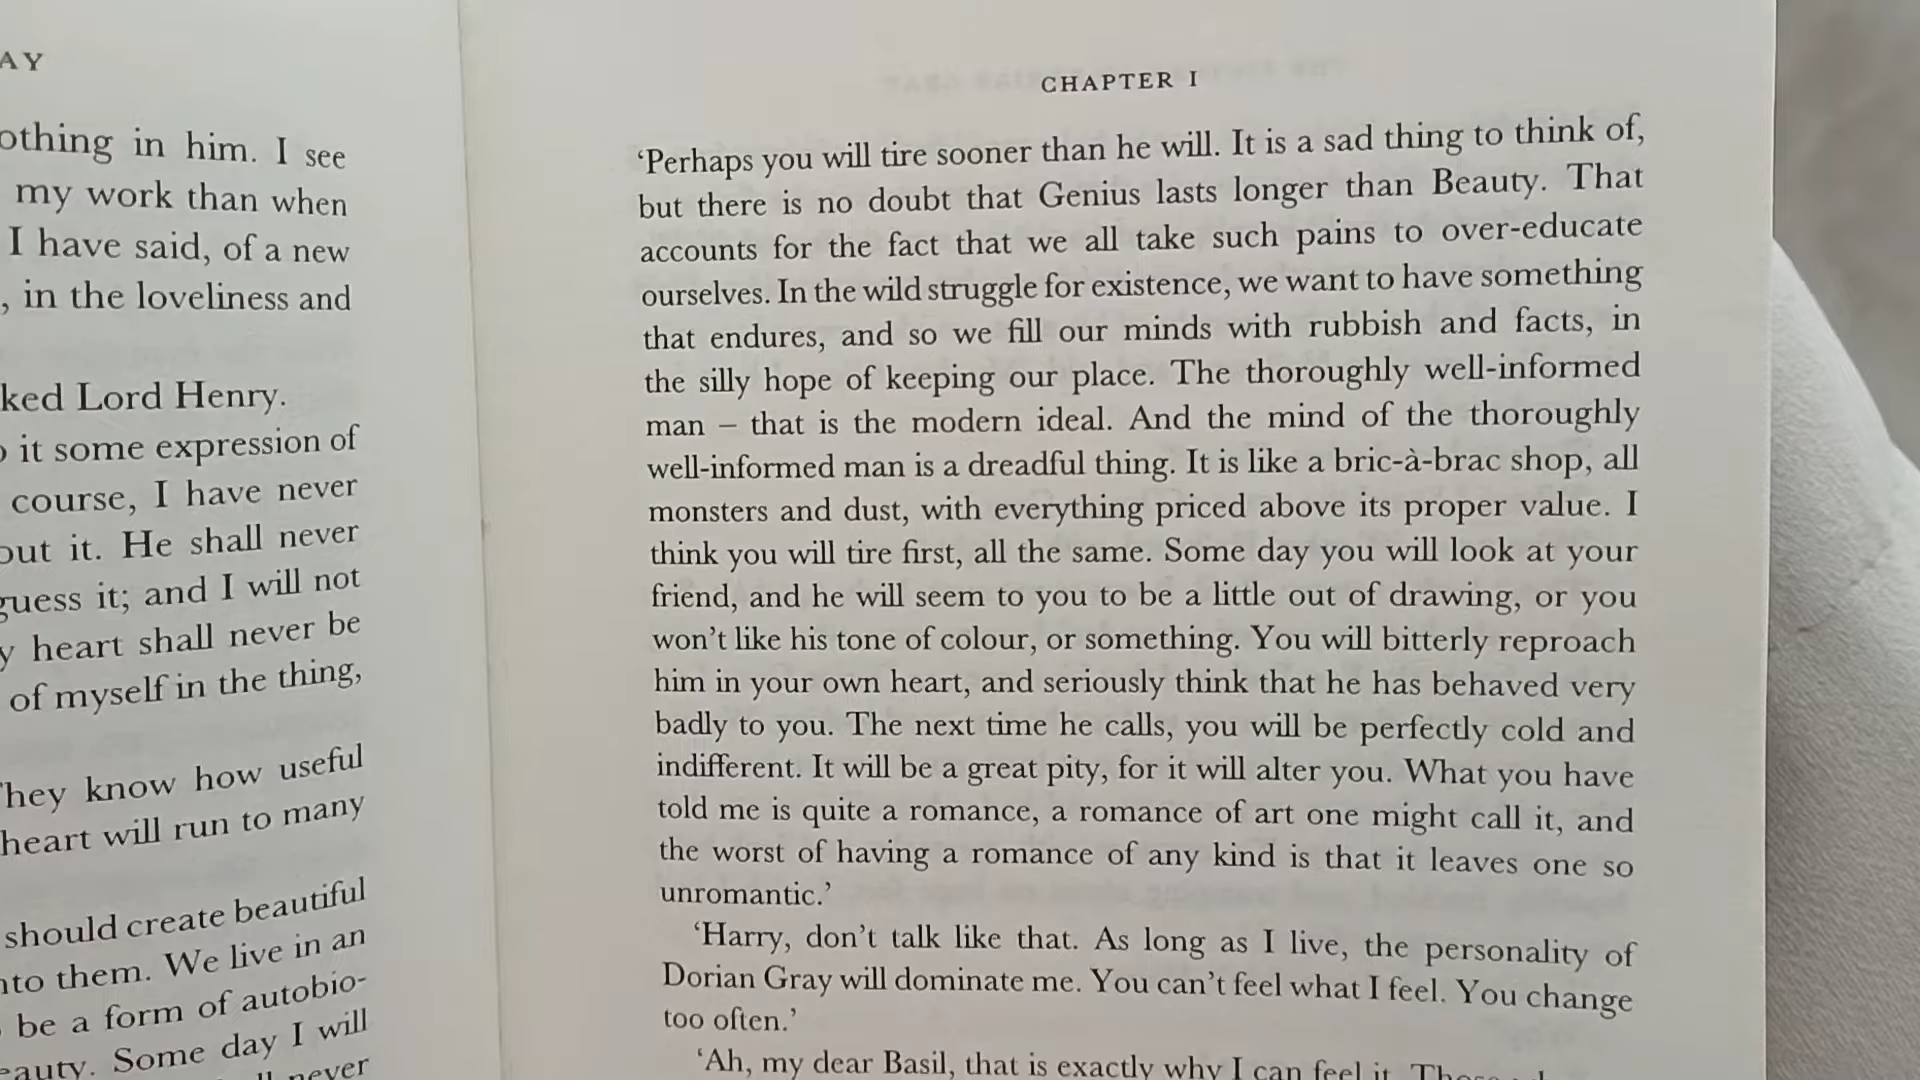 AY
othing in him. I see
my work than when
I have said, of a new
, in the loveliness and
ked Lord Henry.
it some expression of
course, I have never
out it. He shall never
guess it; and I will not
y heart shall never be
of myself in the thing,
They know how useful
heart will run to many
should create beautiful
nto them. We live in an
be a form of autobio-
eauty. Some day I will
never
CHAPTER I
‘Perhaps you will tire sooner than he will. It is a sad thing to think of,
but there is no doubt that Genius lasts longer than Beauty. That
accounts for the fact that we all take such pains to over-educate
ourselves. In the wild struggle for existence, we want to have something
that endures, and so we fill our minds with rubbish and facts, in
the silly hope of keeping our place. The thoroughly well-informed
man – that is the modern ideal. And the mind of the thoroughly
well-informed man is a dreadful thing. It is like a bric-à-brac shop, all
monsters and dust, with everything priced above its proper value. I
think you will tire first, all the same. Some day you will look at your
friend, and he will seem to you to be a little out of drawing, or you
won’t like his tone of colour, or something. You will bitterly reproach
him in your own heart, and seriously think that he has behaved very
badly to you. The next time he calls, you will be perfectly cold and
indifferent. It will be a great pity, for it will alter you. What you have
told me is quite a romance, a romance of art one might call it, and
the worst of having a romance of any kind is that it leaves one so
unromantic.’
‘Harry, don’t talk like that. As long as I live, the personality of
Dorian Gray will dominate me. You can’t feel what I feel. You change
too often.’
‘Ah, my dear Basil, that is exactly why I can feel it.